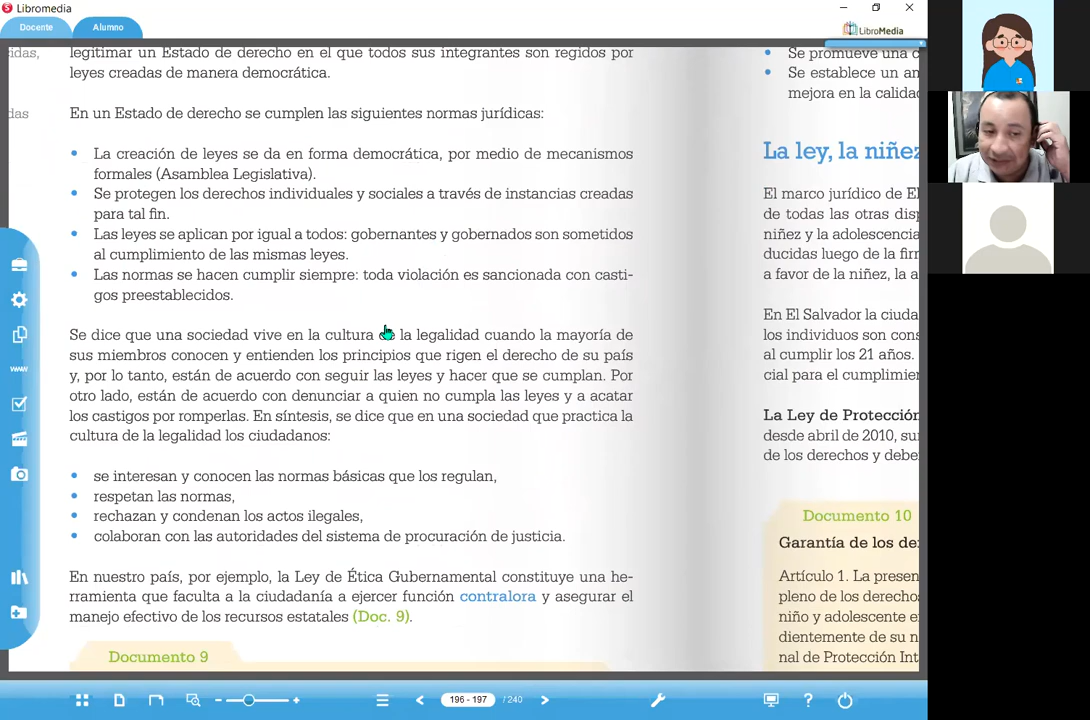 Libromedia
Docente
Alumno
LibroMedia
idas,
das
legitimar un Estado de derecho en el que todos sus integrantes son regidos por
leyes creadas de manera democrática.
En un Estado de derecho se cumplen las siguientes normas jurídicas:
• La creación de leyes se da en forma democrática, por medio de mecanismos
formales (Asamblea Legislativa).
• Se protegen los derechos individuales y sociales a través de instancias creadas
para tal fin.
• Las leyes se aplican por igual a todos: gobernantes y gobernados son sometidos
al cumplimiento de las mismas leyes.
• Las normas se hacen cumplir siempre: toda violación es sancionada con casti-
gos preestablecidos.
Se dice que una sociedad vive en la cultura de la legalidad cuando la mayoría de
sus miembros conocen y entienden los principios que rigen el derecho de su país
y, por lo tanto, están de acuerdo con seguir las leyes y hacer que se cumplan. Por
otro lado, están de acuerdo con denunciar a quien no cumpla las leyes y a acatar
los castigos por romperlas. En síntesis, se dice que en una sociedad que practica la
cultura de la legalidad los ciudadanos:
• se interesan y conocen las normas básicas que los regulan,
• respetan las normas,
• rechazan y condenan los actos ilegales,
• colaboran con las autoridades del sistema de procuración de justicia.
En nuestro país, por ejemplo, la Ley de Ética Gubernamental constituye una he-
rramienta que faculta a la ciudadanía a ejercer función contralora y asegurar el
manejo efectivo de los recursos estatales (Doc. 9).
Documento 9
• Se promueve una c
• Se establece un am
mejora en la calidad
La ley, la niñez
El marco jurídico de El
de todas las otras disp
niñez y la adolescencia
ducidas luego de la firm
a favor de la niñez, la a
En El Salvador la ciuda
los individuos son cons
al cumplir los 21 años.
cial para el cumplimien
La Ley de Protección
desde abril de 2010, su
de los derechos y debe
Documento 10
Garantía de los de
Artículo 1. La presen
pleno de los derechos
niño y adolescente e
dientemente de su n
nal de Protección Int
www
196 - 197
/ 240